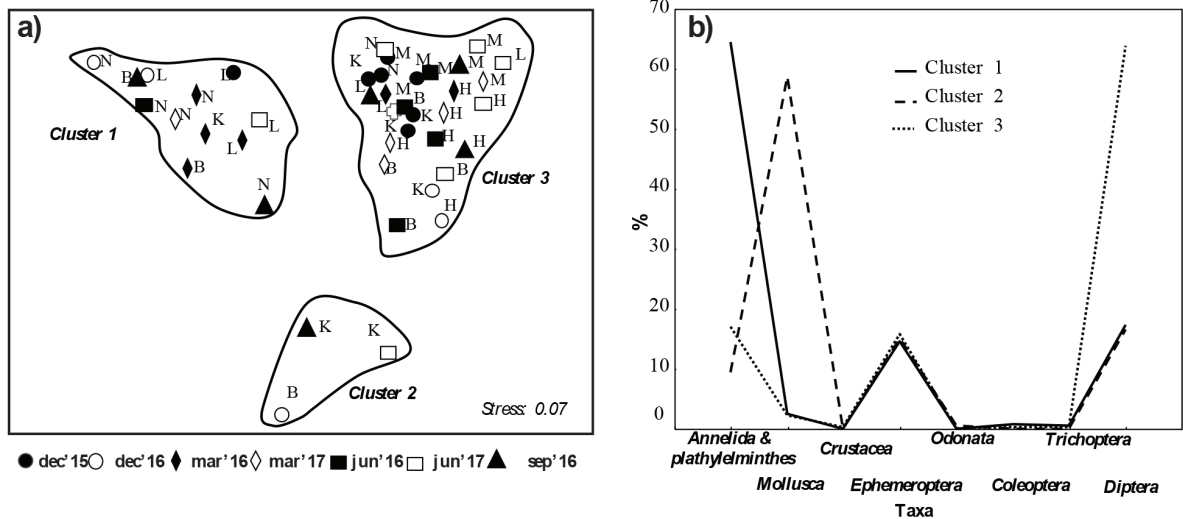 a)
N
B
L
L
N
N
N
K
L
L
B
N
Cluster 1
N
M
M
L
K
N
M
M
M
M
L
M
H
H
L
B
K
H
K
H
H
H
B
B
K
H
B
Cluster 3
K
K
B
Cluster 2
Stress: 0.07
dec'15 dec'16 mar'16 mar'17 jun'16 jun'17 sep'16
b)
70
60
50
40
30
20
10
0
%
Cluster 1
Cluster 2
Cluster 3
Annelida &
plathylelminthes
Mollusca
Crustacea
Ephemeroptera
Odonata
Coleoptera
Trichoptera
Diptera
Taxa